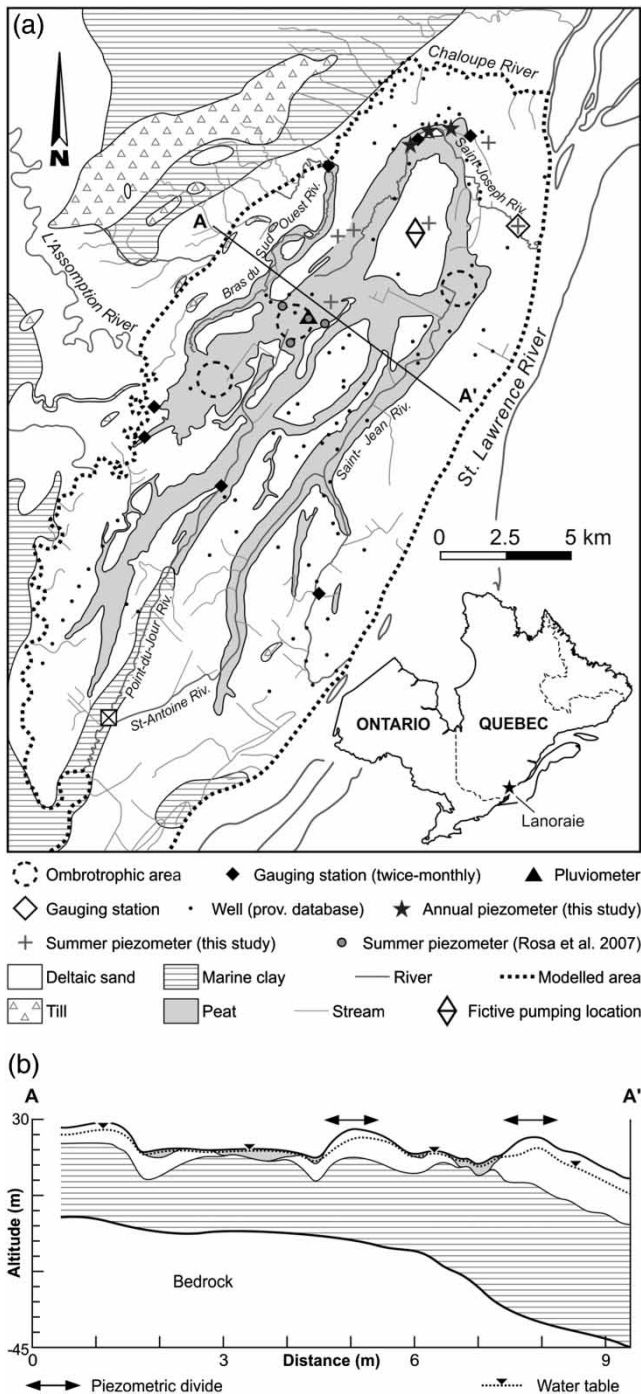 (a)
Chaloupe River
N
Saint-Joseph Riv.
L'Assomption River
A
Bras du Sud Ouest Riv.
A'
St. Lawrence River
Saint-Jean Riv.
0 2.5 5 km
Point-du-Jour Riv.
St-Antoine Riv.
ONTARIO QUEBEC
Lanoraie
Ombrotrophic area Gauging station (twice-monthly) Pluviometer
Gauging station Well (prov. database) Annual piezometer (this study)
Summer piezometer (this study) Summer piezometer (Rosa et al. 2007)
Deltaic sand Marine clay River Modelled area
Till Peat Stream Fictive pumping location
(b)
A A'
30
Altitude (m)
Bedrock
-45
0 3 6 9
Distance (m)
Piezometric divide Water table